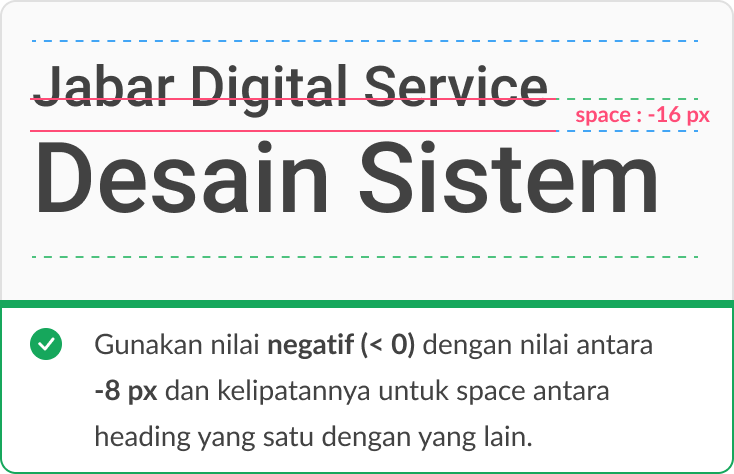 Jabar Digital Service
space : -16 px
Desain Sistem
Gunakan nilai negatif (< 0) dengan nilai antara
-8 px dan kelipatannya untuk space antara
heading yang satu dengan yang lain.